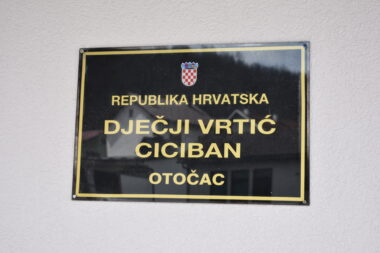 REPUBLIKA HRVATSKA
DJEČJI VRTIĆ
CICIBAN
OTOČAC